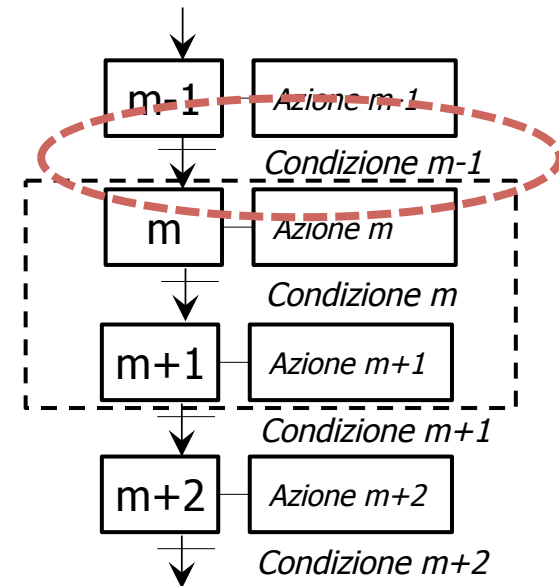 m-1 Azione m-1
Condizione m-1
m Azione m
Condizione m
m+1 Azione m+1
Condizione m+1
m+2 Azione m+2
Condizione m+2